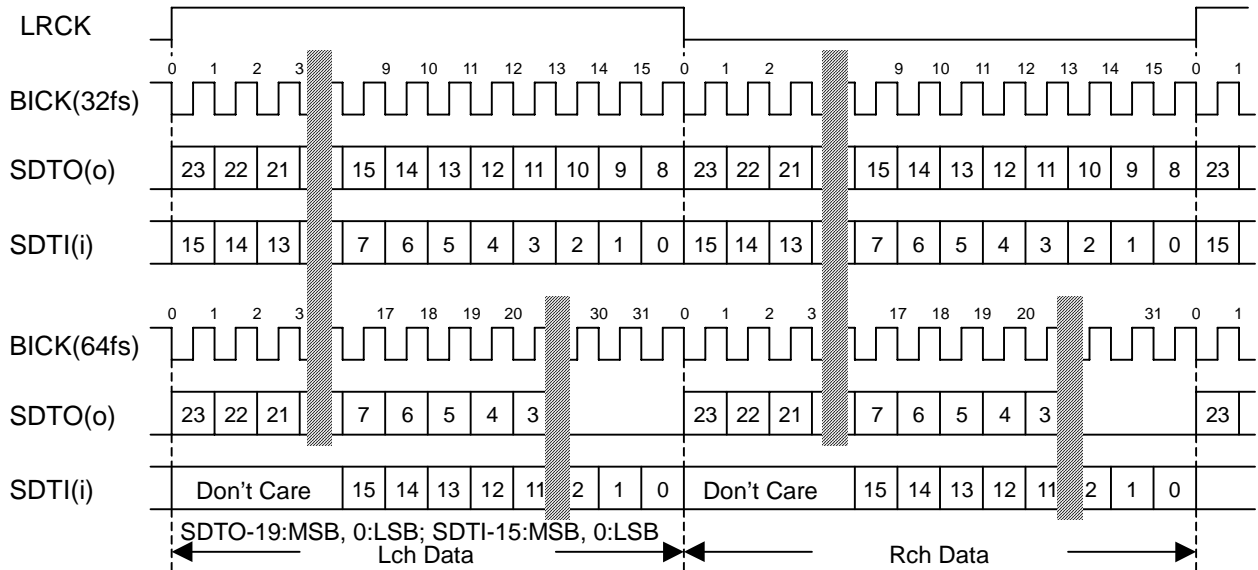 LRCK
0 1 2 3 9 10 11 12 13 14 15 0 1 2 9 10 11 12 13 14 15 0 1
BICK(32fs)
SDTO(o) 23 22 21 15 14 13 12 11 10 9 8 23 22 21 15 14 13 12 11 10 9 8 23
SDTI(i) 15 14 13 7 6 5 4 3 2 1 0 15 14 13 7 6 5 4 3 2 1 0 15
0 1 2 3 17 18 19 20 30 31 0 1 2 3 17 18 19 20 31 0 1
BICK(64fs)
SDTO(o) 23 22 21 7 6 5 4 3 23 22 21 7 6 5 4 3 23
SDTI(i) Don't Care 15 14 13 12 11 2 1 0 Don't Care 15 14 13 12 11 2 1 0
SDTO-19:MSB, 0:LSB; SDTI-15:MSB, 0:LSB
Lch Data Rch Data